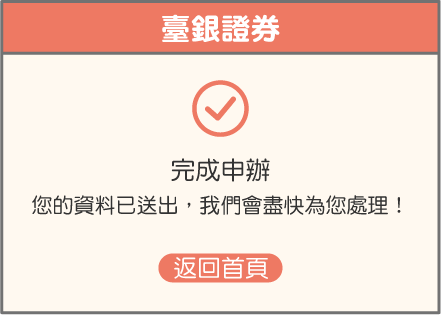 臺銀證券
完成申辦
您的資料已送出，我們會盡快為您處理！
返回首頁